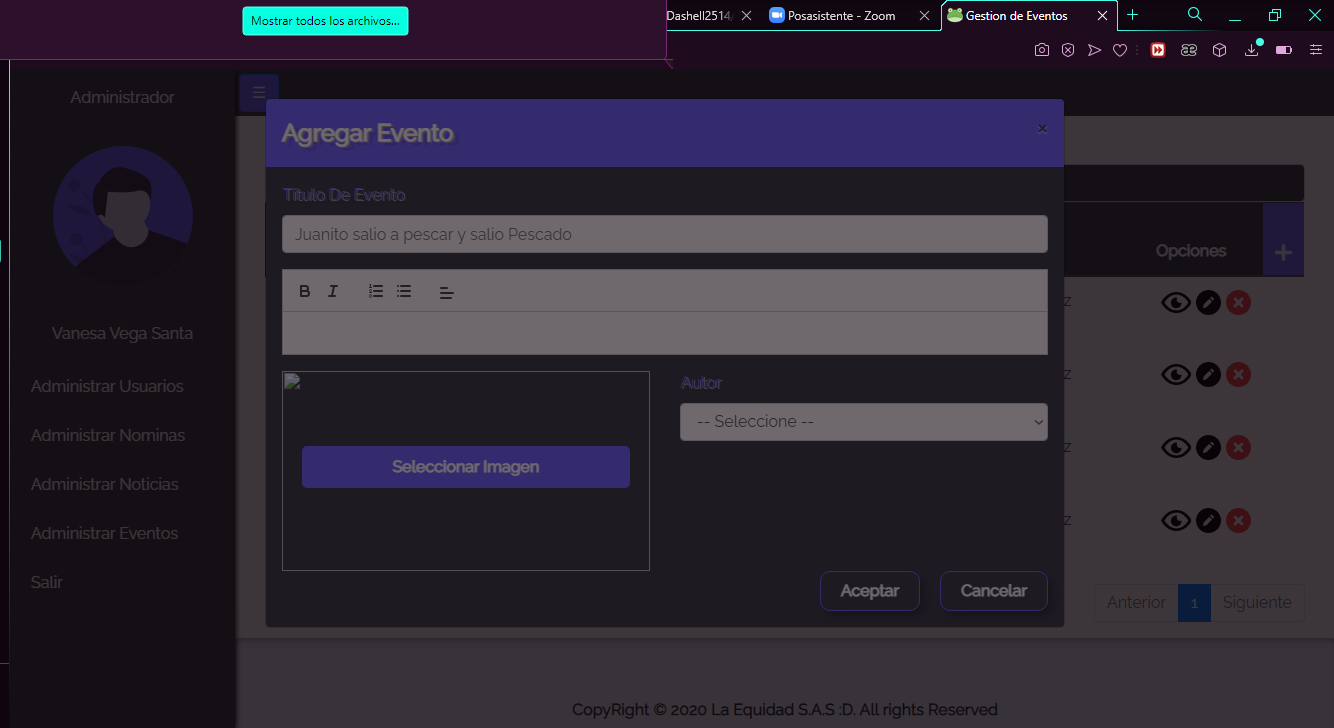 Mostrar todos los archivos...
Dashell2514/
Posasistente - Zoom
Gestion de Eventos
Administrador
Vanesa Vega Santa
Administrar Usuarios
Administrar Nominas
Administrar Noticias
Administrar Eventos
Salir
Agregar Evento
×
Titulo De Evento
Juanito salio a pescar y salio Pescado
B I
Autor
-- Seleccione --
Seleccionar Imagen
Aceptar
Cancelar
Opciones
+
z
z
z
z
Anterior
1
Siguiente
CopyRight © 2020 La Equidad S.A.S :D. All rights Reserved